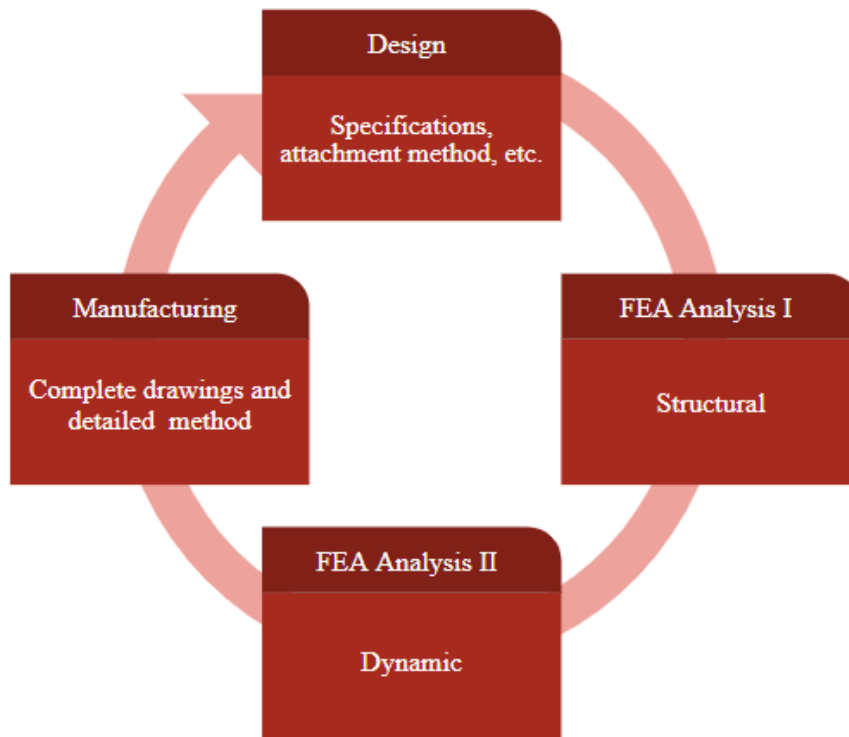 Design
Specifications,
attachment method, etc.
FEA Analysis I
Structural
FEA Analysis II
Dynamic
Manufacturing
Complete drawings and
detailed method